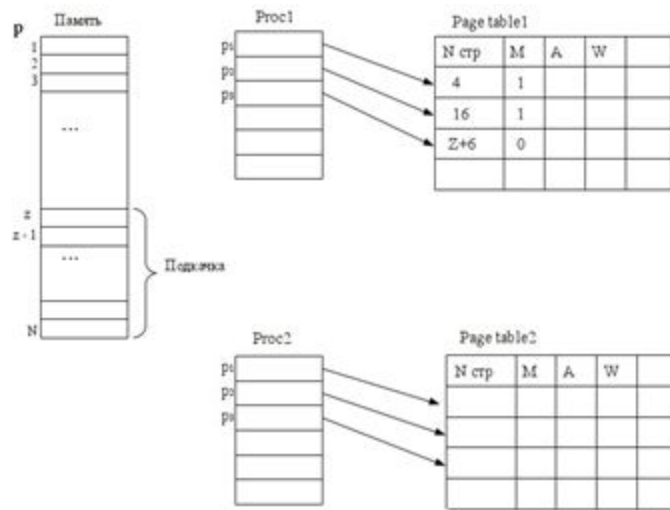 p
Память
1
2
3
...
z
z - 1
...
N
Подкачка
Proc1
p1
p2
p3
Page table1
N стр M A W
4 1
16 1
Z+6 0
Proc2
p1
p2
p3
Page table2
N стр M A W